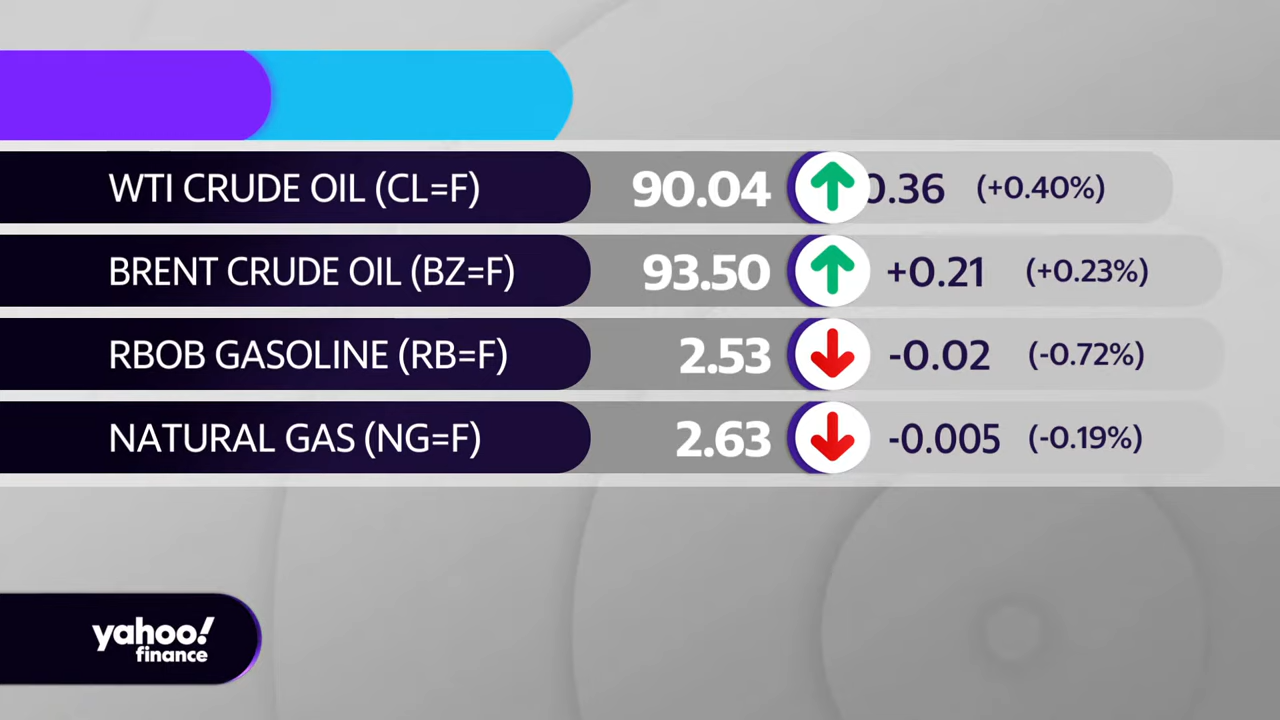 WTI CRUDE OIL (CL=F) 90.04 0.36 (+0.40%)
BRENT CRUDE OIL (BZ=F) 93.50 +0.21 (+0.23%)
RBOB GASOLINE (RB=F) 2.53 -0.02 (-0.72%)
NATURAL GAS (NG=F) 2.63 -0.005 (-0.19%)
yahoo!
finance